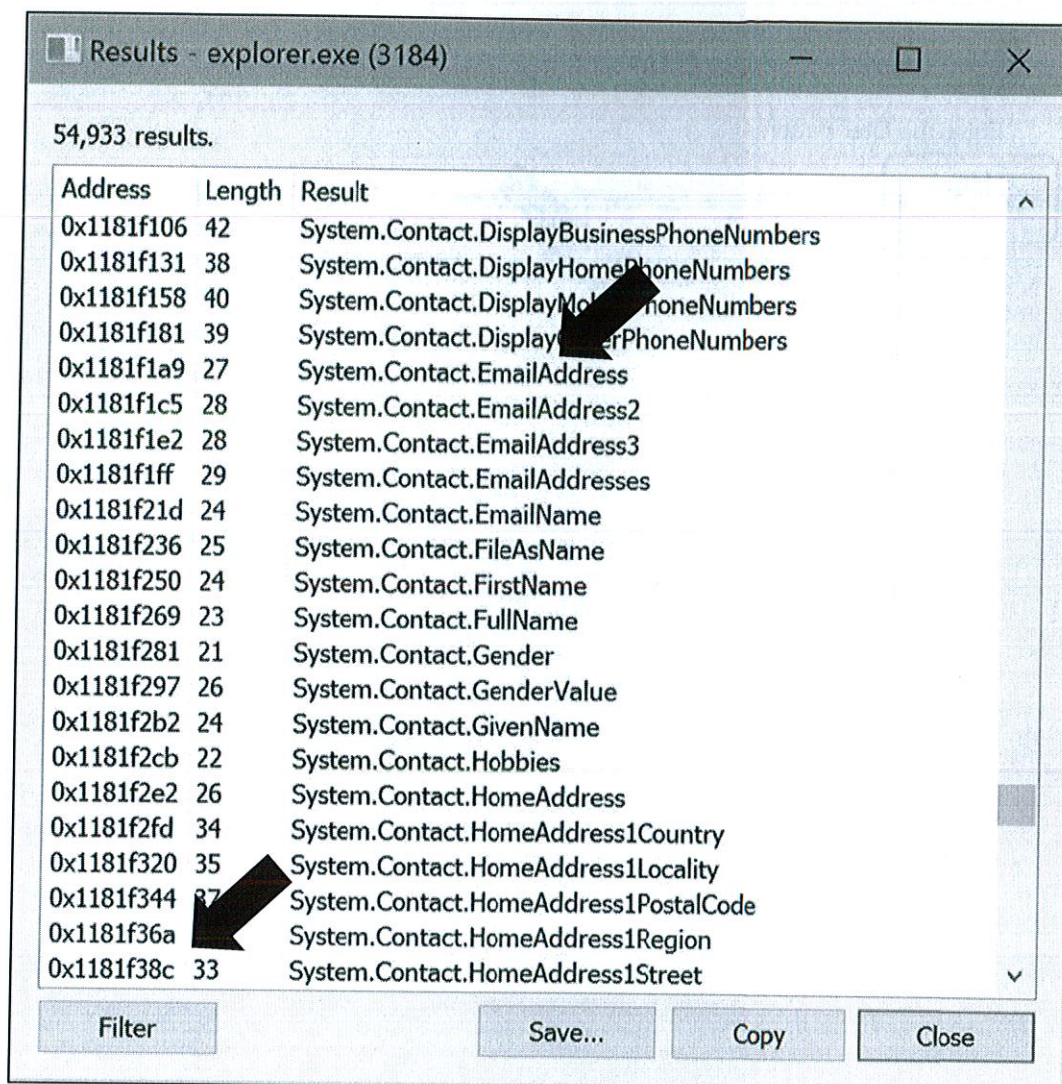 Results - explorer.exe (3184)
54,933 results.
Address Length Result
0x1181f106 42 System.Contact.DisplayBusinessPhoneNumbers
0x1181f131 38 System.Contact.DisplayHomePhoneNumbers
0x1181f158 40
0x1181f181 39
0x1181f1a9 27 System.Contact.EmailAddress
0x1181f1c5 28 System.Contact.EmailAddress2
0x1181f1e2 28 System.Contact.EmailAddress3
0x1181f1ff 29 System.Contact.EmailAddresses
0x1181f21d 24 System.Contact.EmailName
0x1181f236 25 System.Contact.FileAsName
0x1181f250 24 System.Contact.FirstName
0x1181f269 23 System.Contact.FullName
0x1181f281 21 System.Contact.Gender
0x1181f297 26 System.Contact.GenderValue
0x1181f2b2 24 System.Contact.GivenName
0x1181f2cb 22 System.Contact.Hobbies
0x1181f2e2 26 System.Contact.HomeAddress
0x1181f2fd 34 System.Contact.HomeAddress1Country
0x1181f320 35 System.Contact.HomeAddress1Locality
0x1181f344 37 System.Contact.HomeAddress1PostalCode
0x1181f36a System.Contact.HomeAddress1Region
0x1181f38c 33 System.Contact.HomeAddress1Street
Filter Save... Copy Close